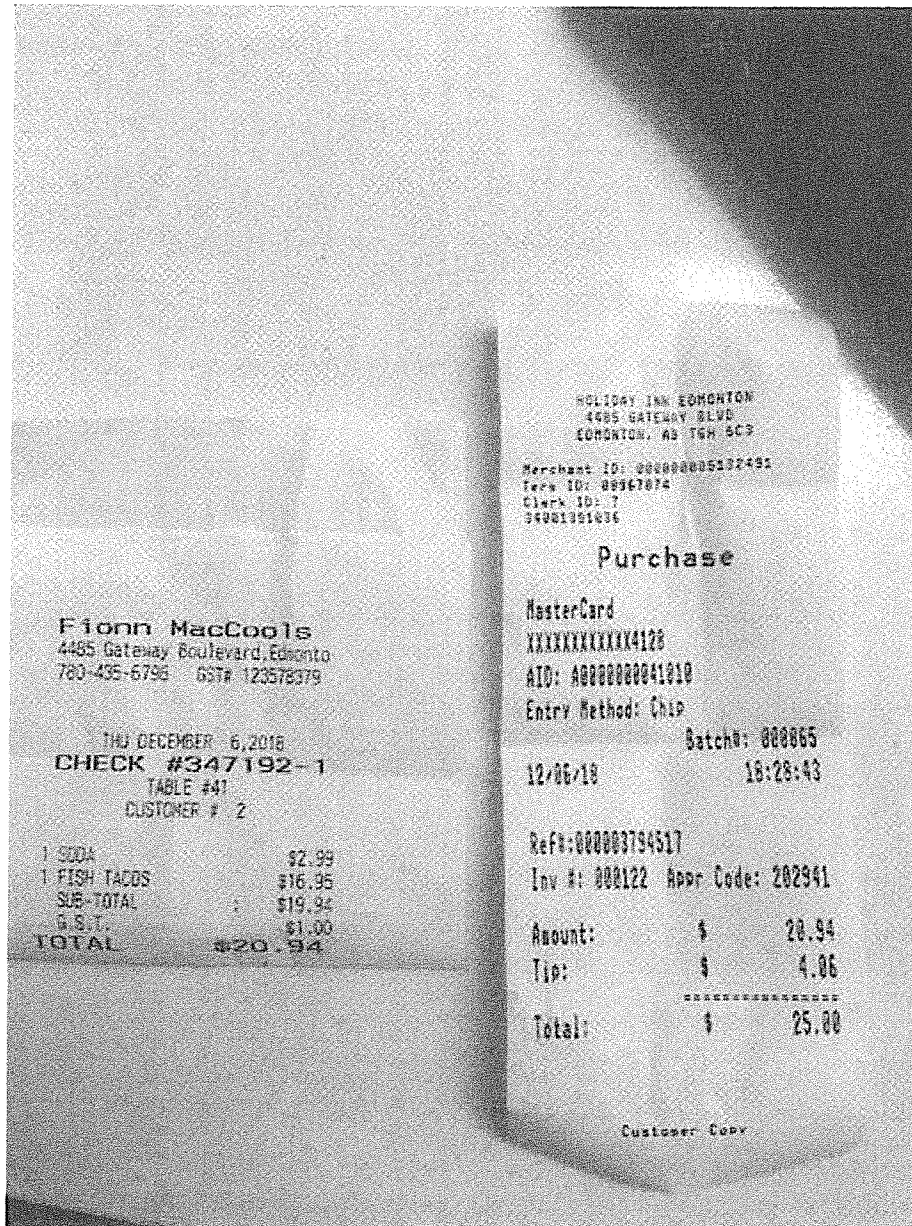 Fionn MacCools
4485 Gateway Boulevard,Edmonto
780-435-6796 GST# 123578379
THU DECEMBER 6,2018
CHECK #347192-1
TABLE #41
CUSTOMER # 2
1 SODA $2.99
1 FISH TACOS $16.95
SUB-TOTAL : $19.94
G.S.T. $1.00
TOTAL $20.94
HOLIDAY INN EDMONTON
4485 GATEWAY BLVD
EDMONTON, AB T6H 5C3
Merchant ID:
Term ID:
Clerk ID: 7
Purchase
MasterCard
XXXXXXXXXXXX4128
AID: A0000000041010
Entry Method: Chip
Batch#: 000065
12/06/18 18:28:43
Ref#:000003794517
Inv #: 000122 Appr Code: 202941
Amount: $ 20.94
Tip: $ 4.06
================
Total: $ 25.00
Customer Copy